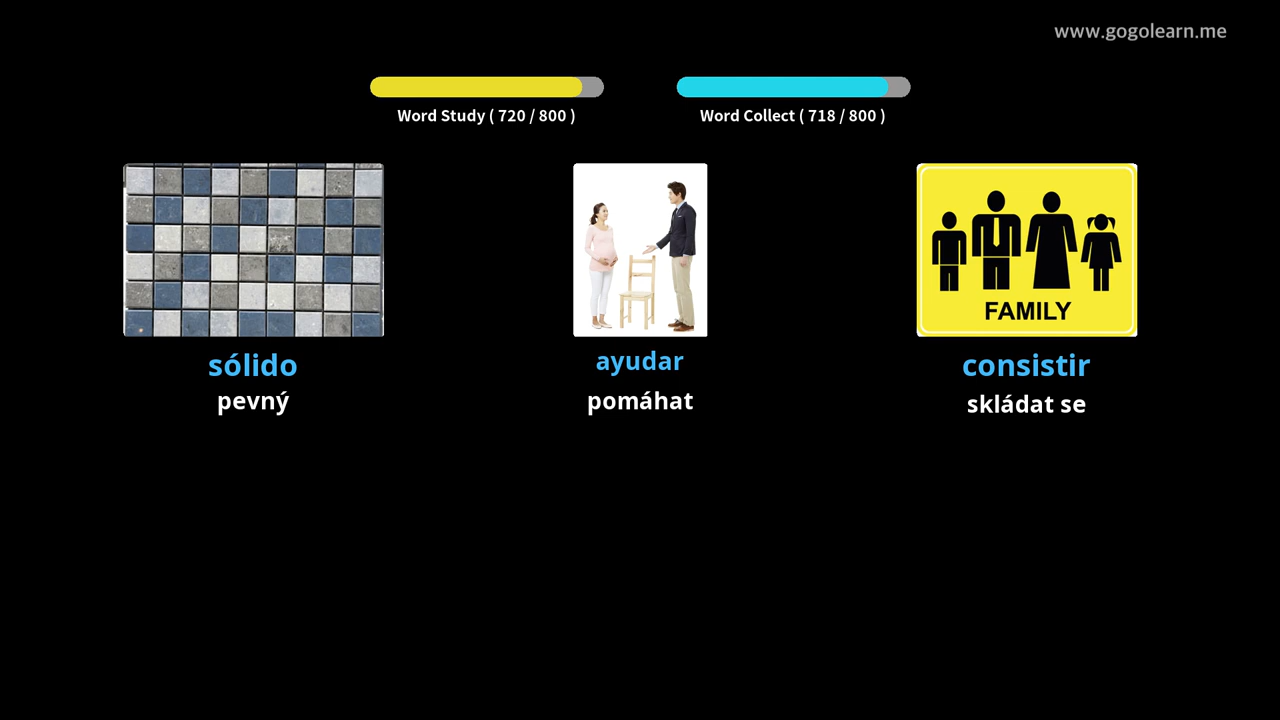 www.gogolearn.me
Word Study ( 720 / 800 )
Word Collect ( 718 / 800 )
FAMILY
sólido
ayudar
consistir
pevný
pomáhat
skládat se